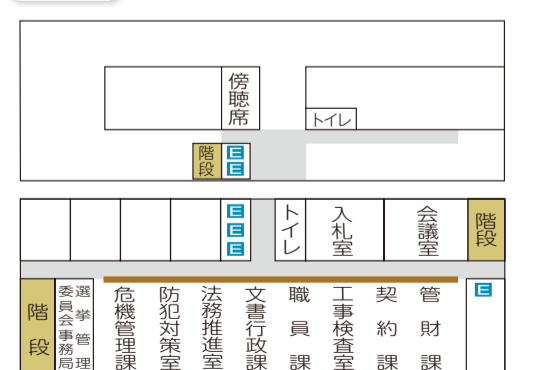 傍聴席
トイレ
階段
E
E
E
E
E
トイレ
入札室
会議室
階段
階段
選挙管理
委員会事務局
危機管理課
防犯対策室
法務推進室
文書行政課
職員課
工事検査室
契約課
管財課
E